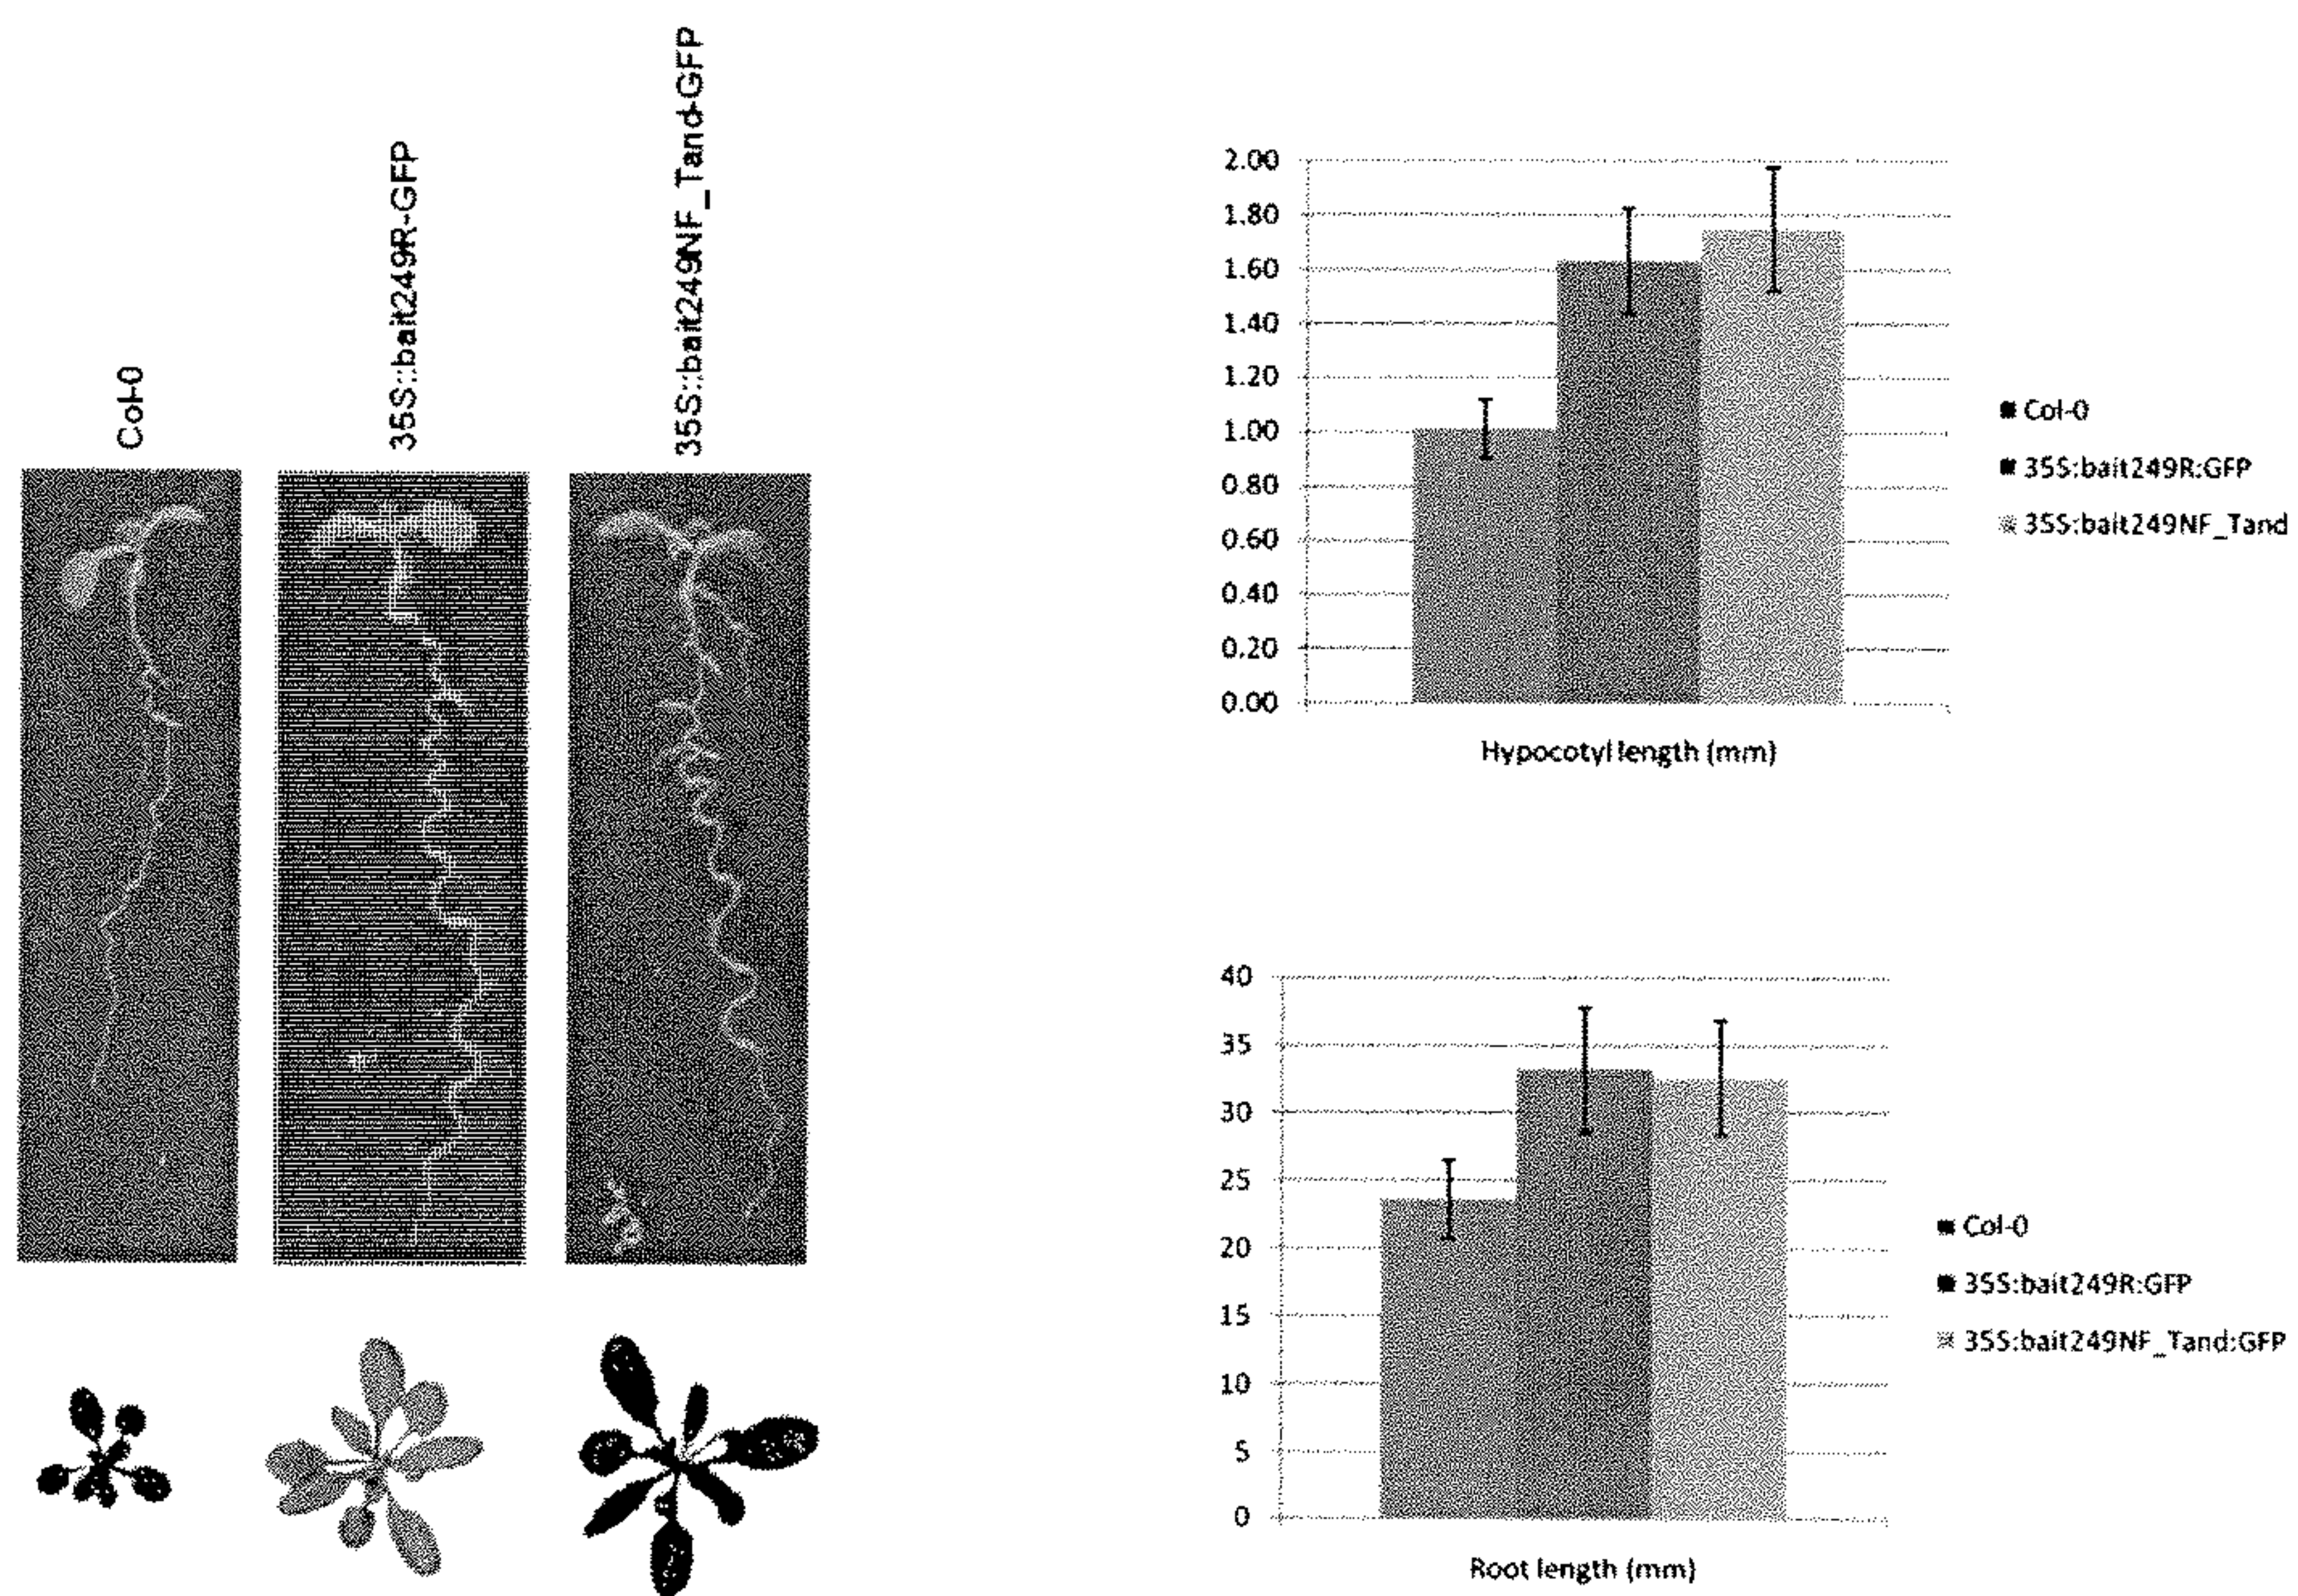 Col-0
35S::bait249R-GFP
35S::bait249NF_Tand-GFP
2.00
1.80
1.60
1.40
1.20
1.00
0.80
0.60
0.40
0.20
0.00
Hypocotyl length (mm)
Col-0
35S:bait249R:GFP
35S:bait249NF_Tand
40
35
30
25
20
15
10
5
0
Root length (mm)
Col-0
35S:bait249R:GFP
35S:bait249NF_Tand:GFP